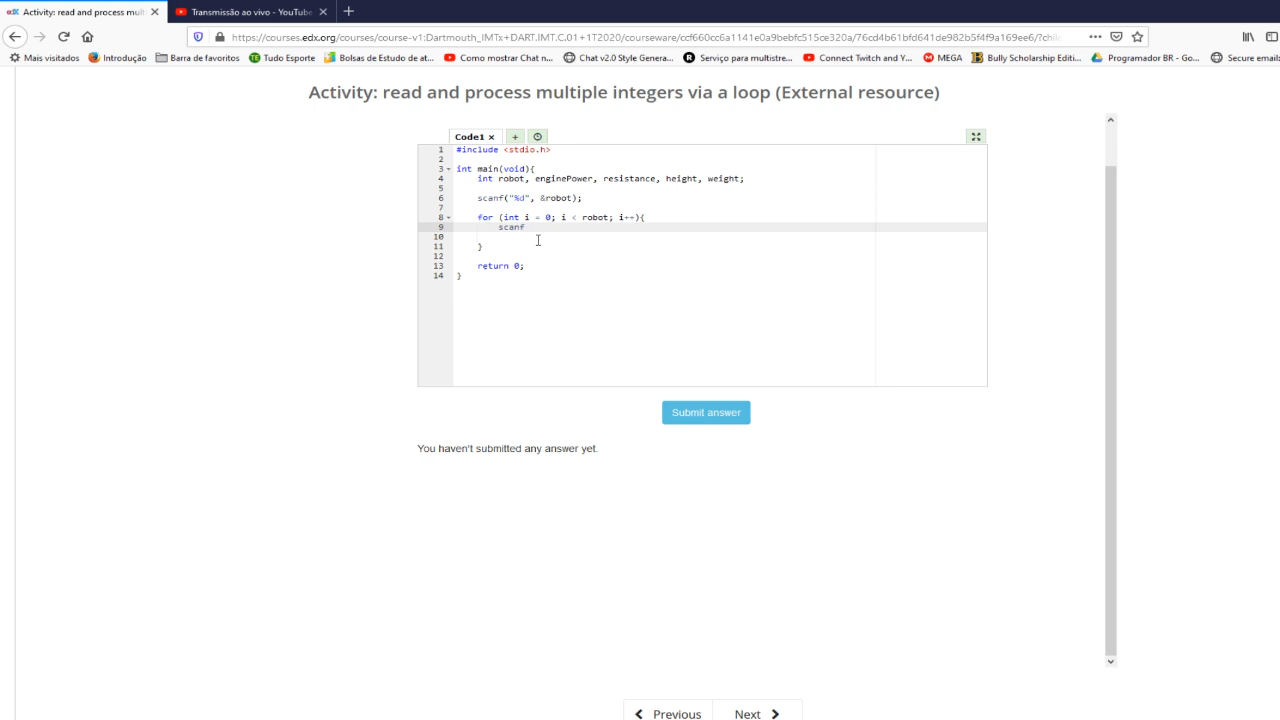 Activity: read and process mult
Transmissão ao vivo - YouTube
https://courses.edx.org/courses/course-v1:Dartmouth_IMTx+DART.IMT.C.01+1T2020/courseware/ccf660cc6a1141e0a9bebfc515ce320a/76cd4b61bfd641de982b5f4f9a169ee6/?chil
Mais visitados Introdução Barra de favoritos Tudo Esporte Bolsas de Estudo de at... Como mostrar Chat n... Chat v2.0 Style Genera... Serviço para multistre... Connect Twitch and Y... MEGA Bully Scholarship Editi... Programador BR - Go... Secure email:
Activity: read and process multiple integers via a loop (External resource)
Code1 × +
1 #include <stdio.h>
2
3 int main(void){
4 int robot, enginePower, resistance, height, weight;
5
6 scanf("%d", &robot);
7
8 for (int i = 0; i < robot; i++){
9 scanf
10
11 }
12
13 return 0;
14 }
Submit answer
You haven't submitted any answer yet.
Previous Next